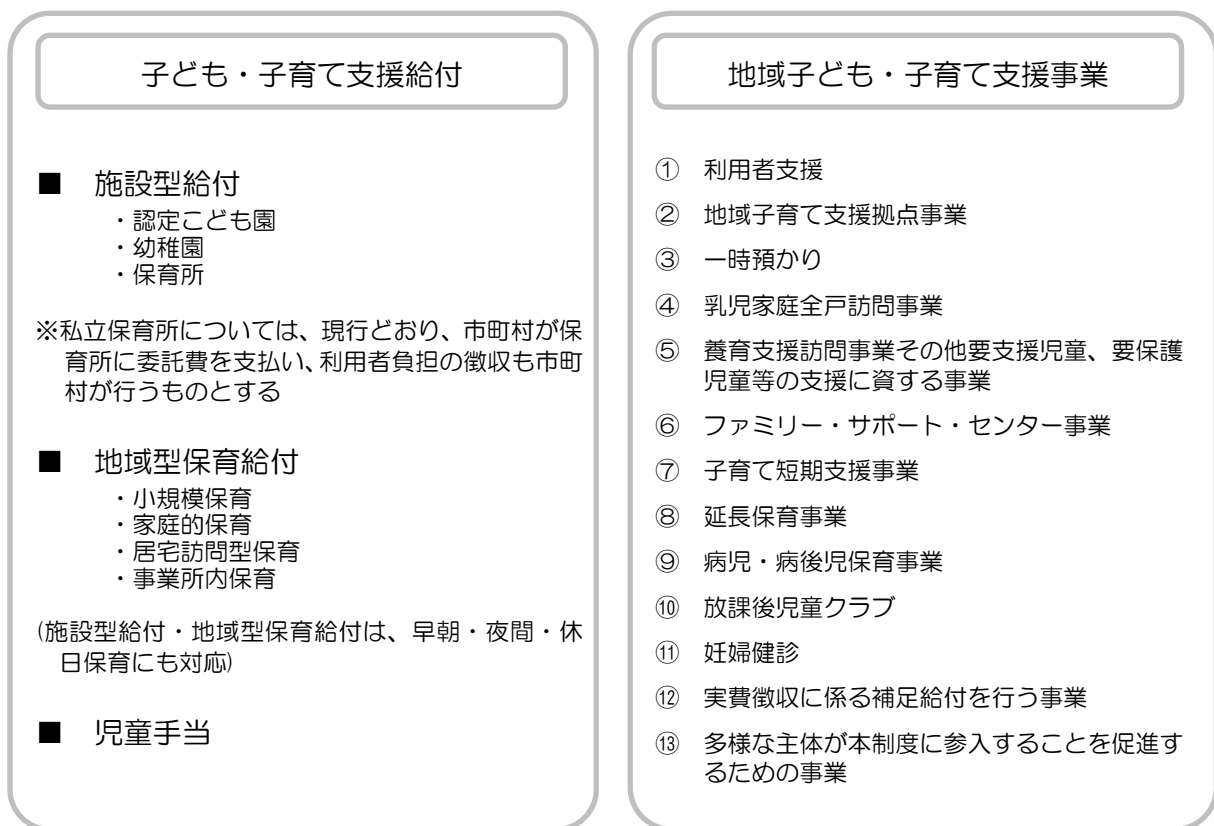 子ども・子育て支援給付
■ 施設型給付
・認定こども園
・幼稚園
・保育所
※私立保育所については、現行どおり、市町村が保
育所に委託費を支払い、利用者負担の徴収も市町
村が行うものとする
■ 地域型保育給付
・小規模保育
・家庭的保育
・居宅訪問型保育
・事業所内保育
(施設型給付・地域型保育給付は、早朝・夜間・休
日保育にも対応)
■ 児童手当
地域子ども・子育て支援事業
① 利用者支援
② 地域子育て支援拠点事業
③ 一時預かり
④ 乳児家庭全戸訪問事業
⑤ 養育支援訪問事業その他要支援児童、要保護
児童等の支援に資する事業
⑥ ファミリー・サポート・センター事業
⑦ 子育て短期支援事業
⑧ 延長保育事業
⑨ 病児・病後児保育事業
⑩ 放課後児童クラブ
⑪ 妊婦健診
⑫ 実費徴収に係る補足給付を行う事業
⑬ 多様な主体が本制度に参入することを促進す
るための事業